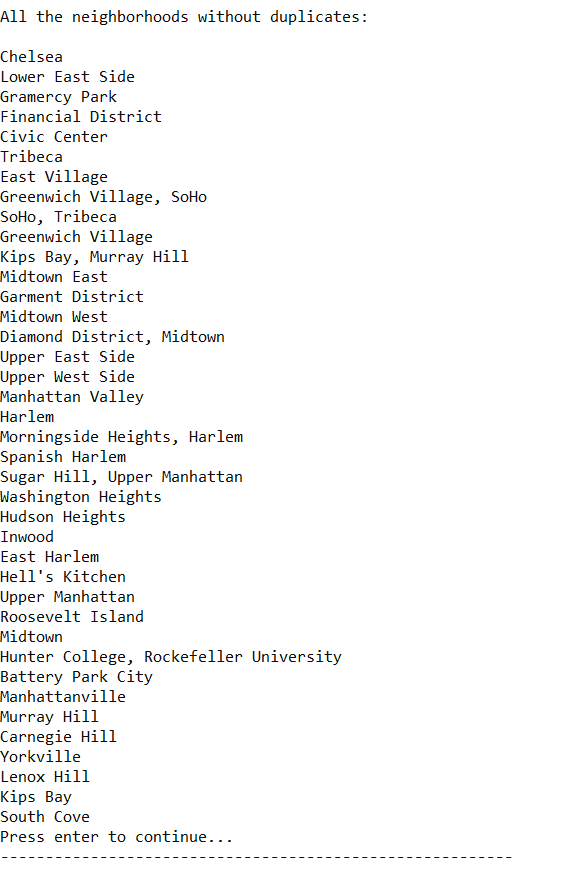 All the neighborhoods without duplicates:
Chelsea
Lower East Side
Gramercy Park
Financial District
Civic Center
Tribeca
East Village
Greenwich Village, SoHo
SoHo, Tribeca
Greenwich Village
Kips Bay, Murray Hill
Midtown East
Garment District
Midtown West
Diamond District, Midtown
Upper East Side
Upper West Side
Manhattan Valley
Harlem
Morningside Heights, Harlem
Spanish Harlem
Sugar Hill, Upper Manhattan
Washington Heights
Hudson Heights
Inwood
East Harlem
Hell's Kitchen
Upper Manhattan
Roosevelt Island
Midtown
Hunter College, Rockefeller University
Battery Park City
Manhattanville
Murray Hill
Carnegie Hill
Yorkville
Lenox Hill
Kips Bay
South Cove
Press enter to continue...
---------------------------------------------------------